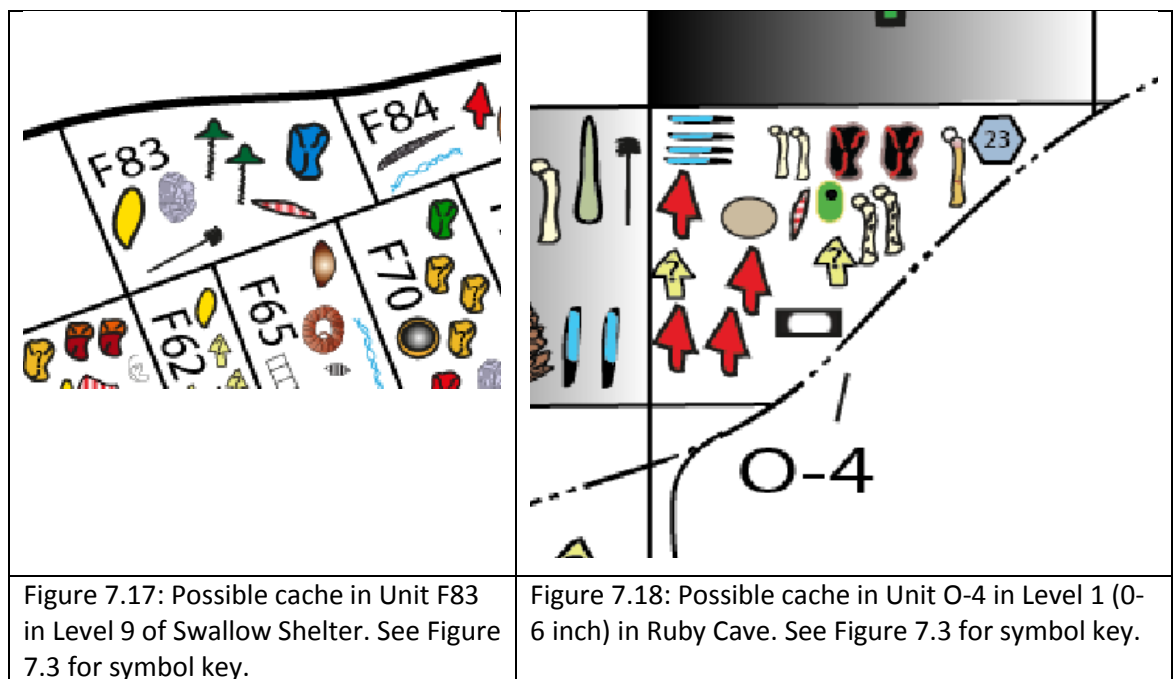 F83
F84
F62
F65
F70
23
?
?
O-4
Figure 7.17: Possible cache in Unit F83
in Level 9 of Swallow Shelter. See Figure
7.3 for symbol key.
Figure 7.18: Possible cache in Unit O-4 in Level 1 (0-
6 inch) in Ruby Cave. See Figure 7.3 for symbol key.